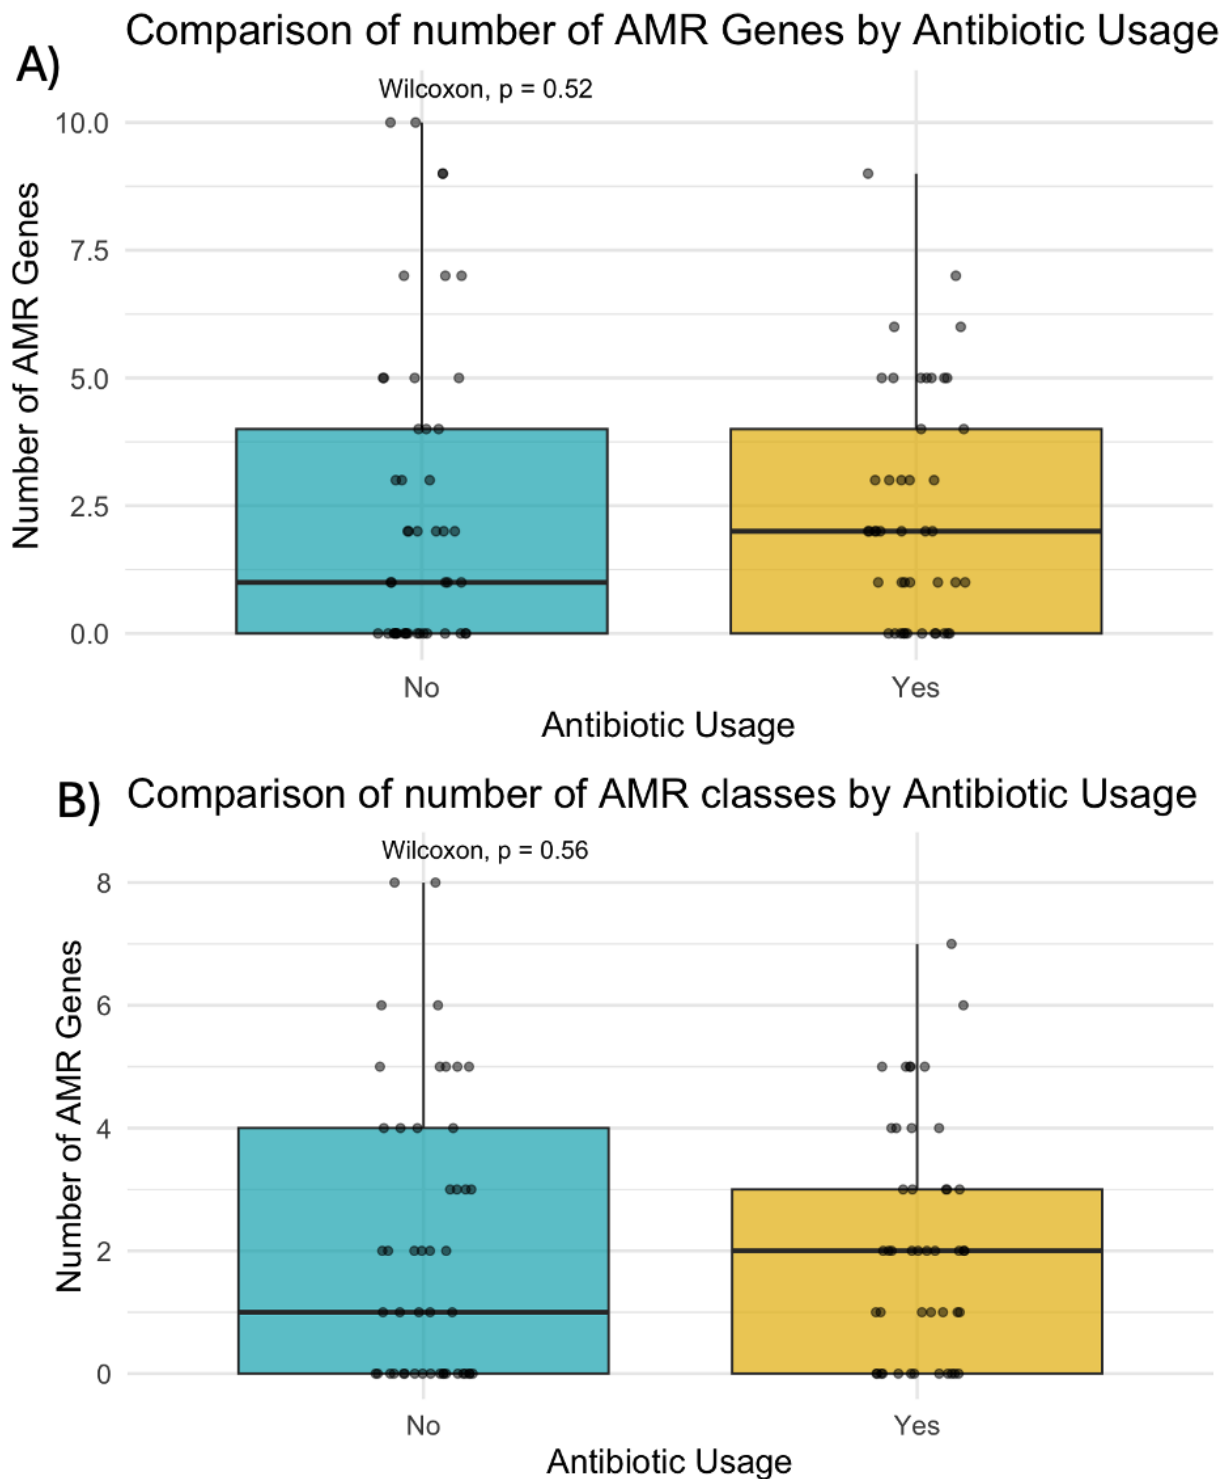 A)
Comparison of number of AMR Genes by Antibiotic Usage
Wilcoxon, p = 0.52
Number of AMR Genes
10.0
7.5
5.0
2.5
0.0
No
Yes
Antibiotic Usage
B)
Comparison of number of AMR classes by Antibiotic Usage
Wilcoxon, p = 0.56
Number of AMR Genes
8
6
4
2
0
No
Yes
Antibiotic Usage